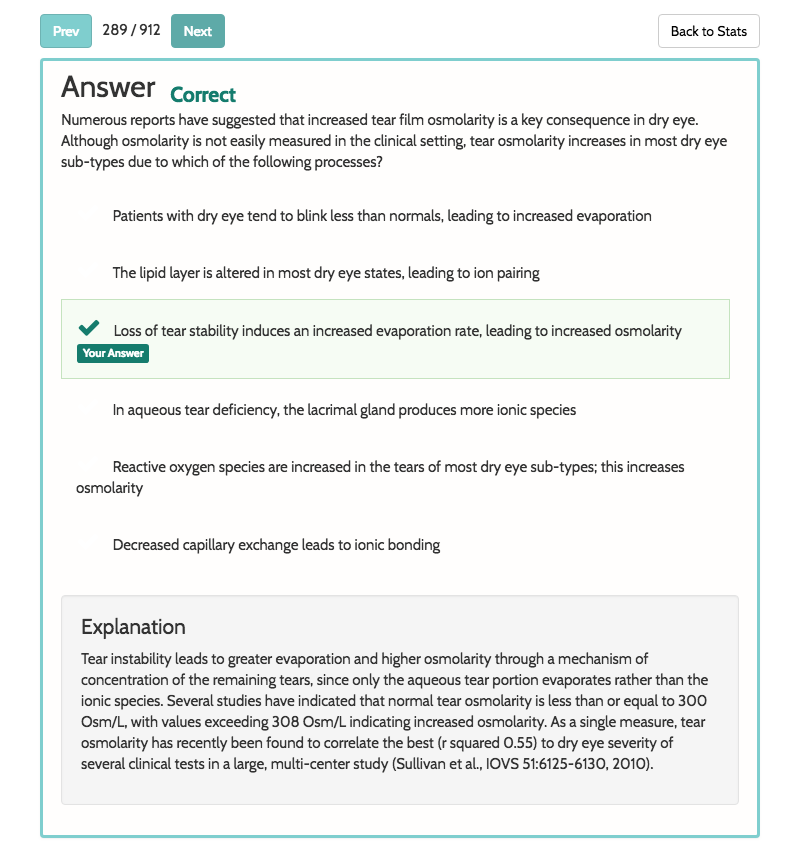 Prev 289 / 912 Next Back to Stats
Answer Correct
Numerous reports have suggested that increased tear film osmolarity is a key consequence in dry eye.
Although osmolarity is not easily measured in the clinical setting, tear osmolarity increases in most dry eye
sub-types due to which of the following processes?
Patients with dry eye tend to blink less than normals, leading to increased evaporation
The lipid layer is altered in most dry eye states, leading to ion pairing
Loss of tear stability induces an increased evaporation rate, leading to increased osmolarity
Your Answer
In aqueous tear deficiency, the lacrimal gland produces more ionic species
Reactive oxygen species are increased in the tears of most dry eye sub-types; this increases
osmolarity
Decreased capillary exchange leads to ionic bonding
Explanation
Tear instability leads to greater evaporation and higher osmolarity through a mechanism of
concentration of the remaining tears, since only the aqueous tear portion evaporates rather than the
ionic species. Several studies have indicated that normal tear osmolarity is less than or equal to 300
Osm/L, with values exceeding 308 Osm/L indicating increased osmolarity. As a single measure, tear
osmolarity has recently been found to correlate the best (r squared 0.55) to dry eye severity of
several clinical tests in a large, multi-center study (Sullivan et al., IOVS 51:6125-6130, 2010).